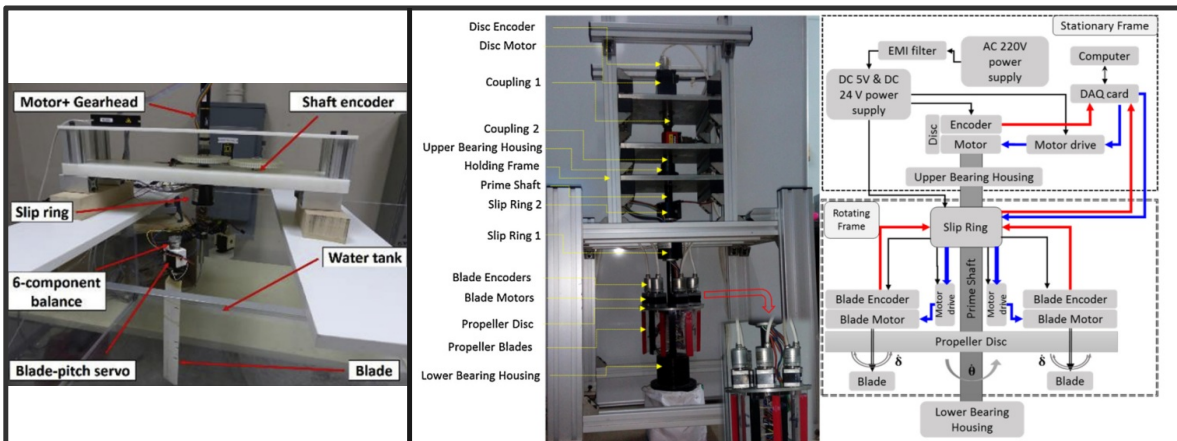 Motor+ Gearhead
Shaft encoder
Slip ring
6-component
balance
Water tank
Blade-pitch servo
Blade
Disc Encoder
Disc Motor
Coupling 1
Coupling 2
Upper Bearing Housing
Holding Frame
Prime Shaft
Slip Ring 2
Slip Ring 1
Blade Encoders
Blade Motors
Propeller Disc
Propeller Blades
Lower Bearing Housing
Stationary Frame
EMI filter
AC 220V
power
supply
Computer
DC 5V & DC
24 V power
supply
DAQ card
Disc
Encoder
Motor
Motor drive
Upper Bearing Housing
Rotating
Frame
Slip Ring
Prime Shaft
Blade Encoder
Blade Motor
Motor
drive
Motor
drive
Blade Encoder
Blade Motor
Propeller Disc
δ̇
θ̇
δ̇
Blade
Blade
Lower Bearing
Housing